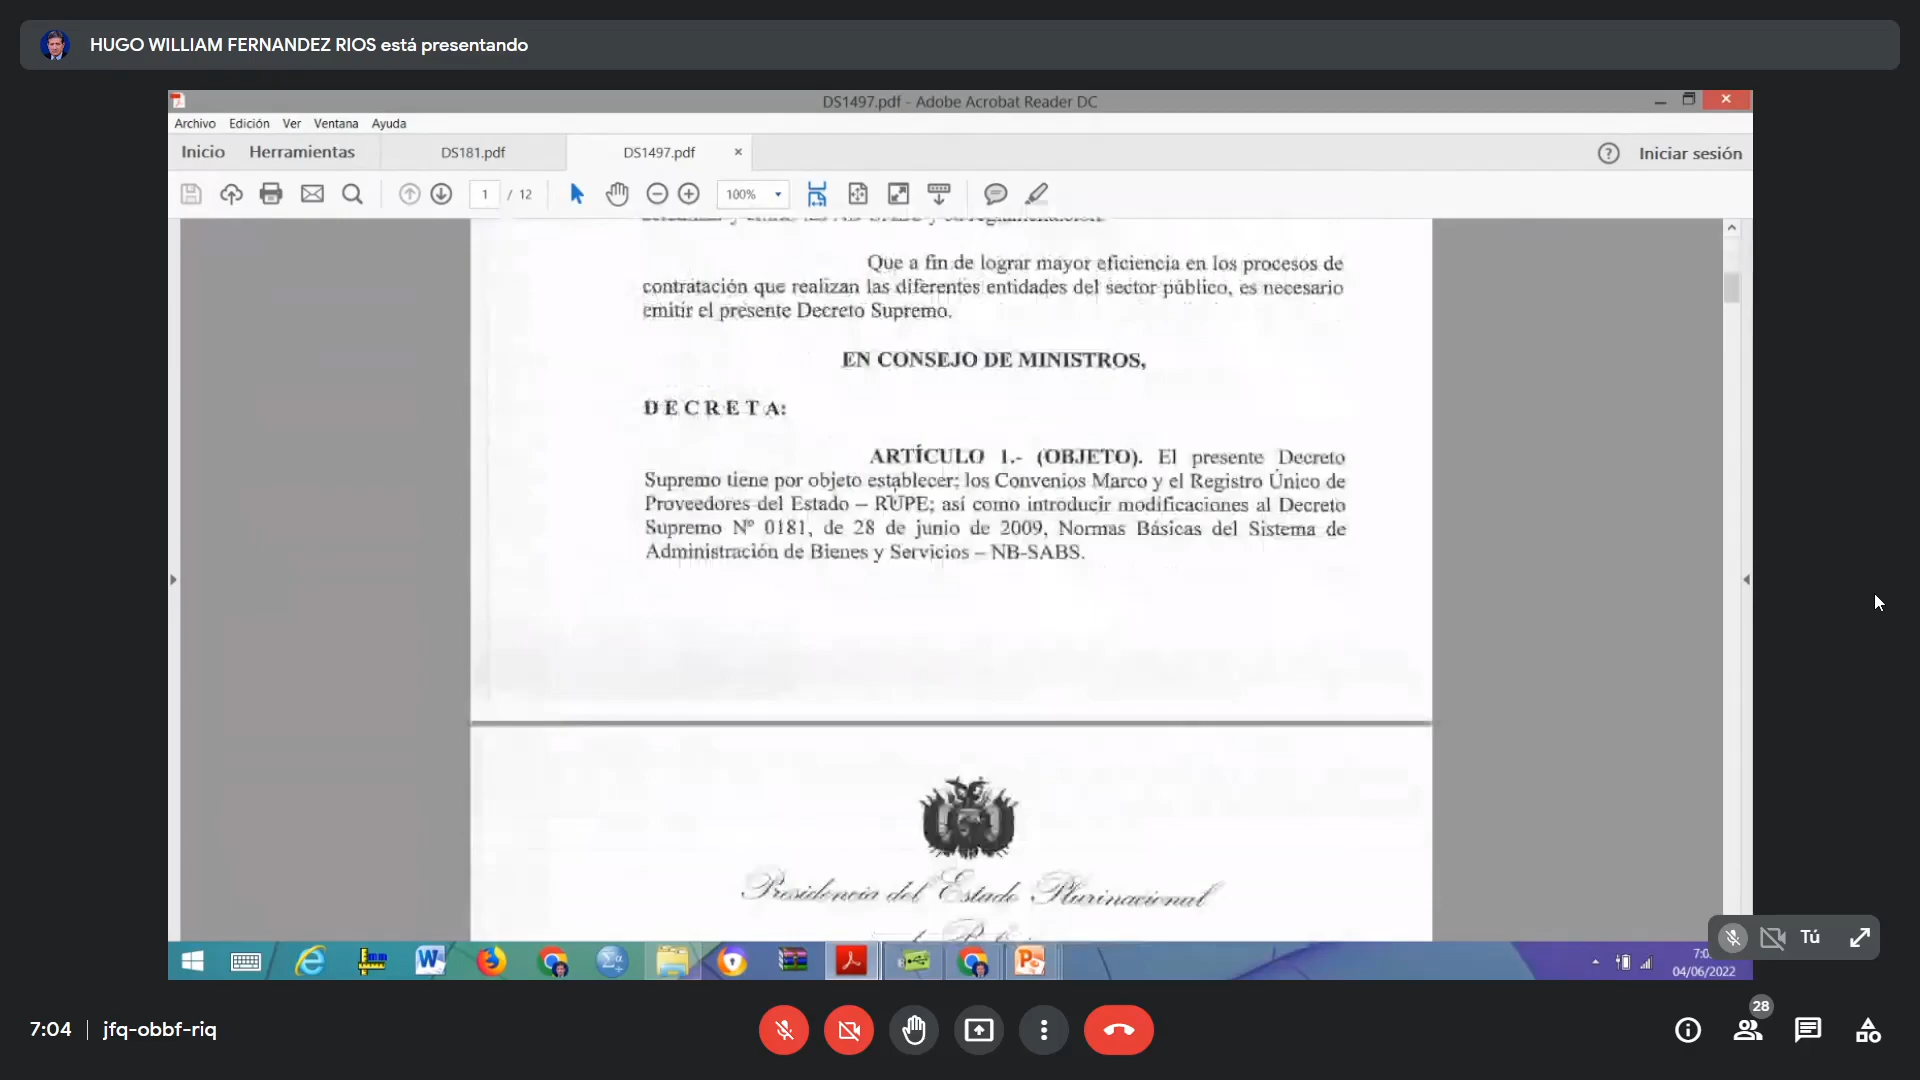 HUGO WILLIAM FERNANDEZ RIOS está presentando
DS1497.pdf - Adobe Acrobat Reader DC
Archivo Edición Ver Ventana Ayuda
Inicio Herramientas DS181.pdf DS1497.pdf × ? Iniciar sesión
1 / 12 100%
Que a fin de lograr mayor eficiencia en los procesos de
contratación que realizan las diferentes entidades del sector público, es necesario
emitir el presente Decreto Supremo.
EN CONSEJO DE MINISTROS,
D E C R E T A:
ARTÍCULO 1.- (OBJETO). El presente Decreto
Supremo tiene por objeto establecer: los Convenios Marco y el Registro Único de
Proveedores del Estado – RUPE; así como introducir modificaciones al Decreto
Supremo Nº 0181, de 28 de junio de 2009, Normas Básicas del Sistema de
Administración de Bienes y Servicios – NB-SABS.
Presidencia del Estado Plurinacional
Tú
04/06/2022
28
7:04 jfq-obbf-riq